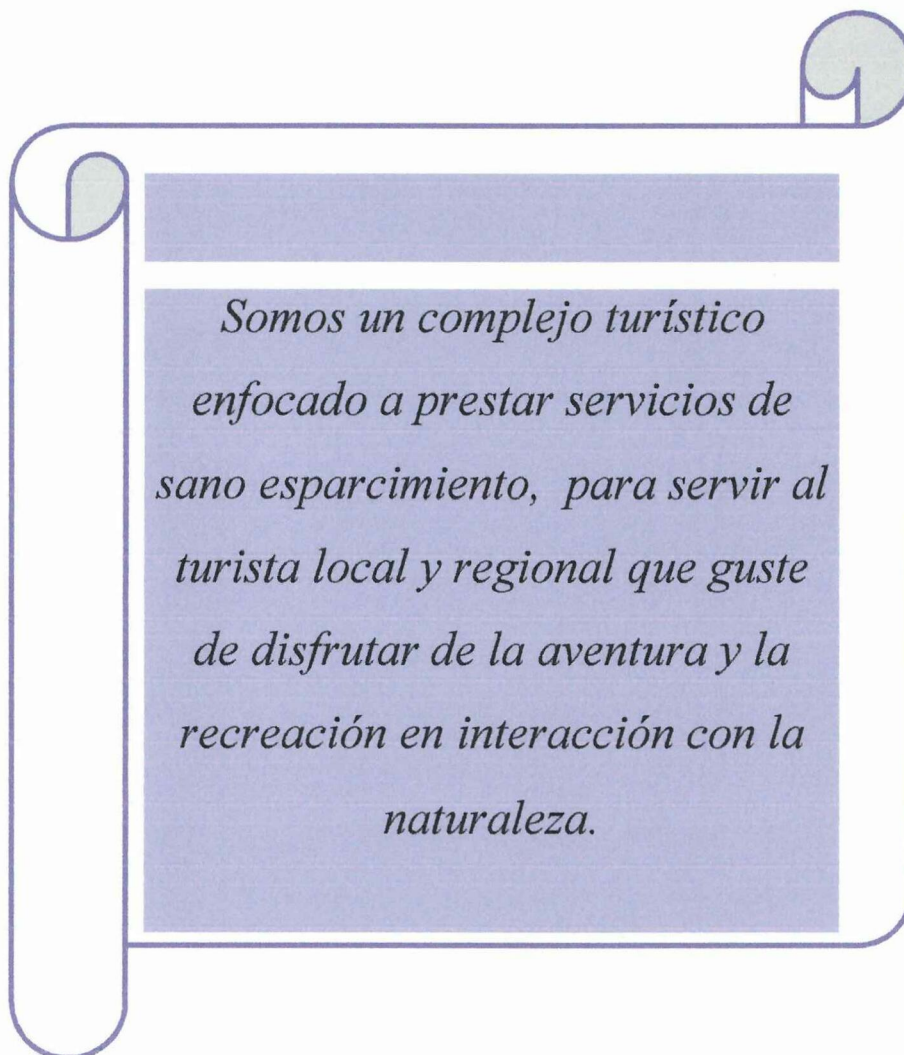 Somos un complejo turístico
enfocado a prestar servicios de
sano esparcimiento, para servir al
turista local y regional que guste
de disfrutar de la aventura y la
recreación en interacción con la
naturaleza.